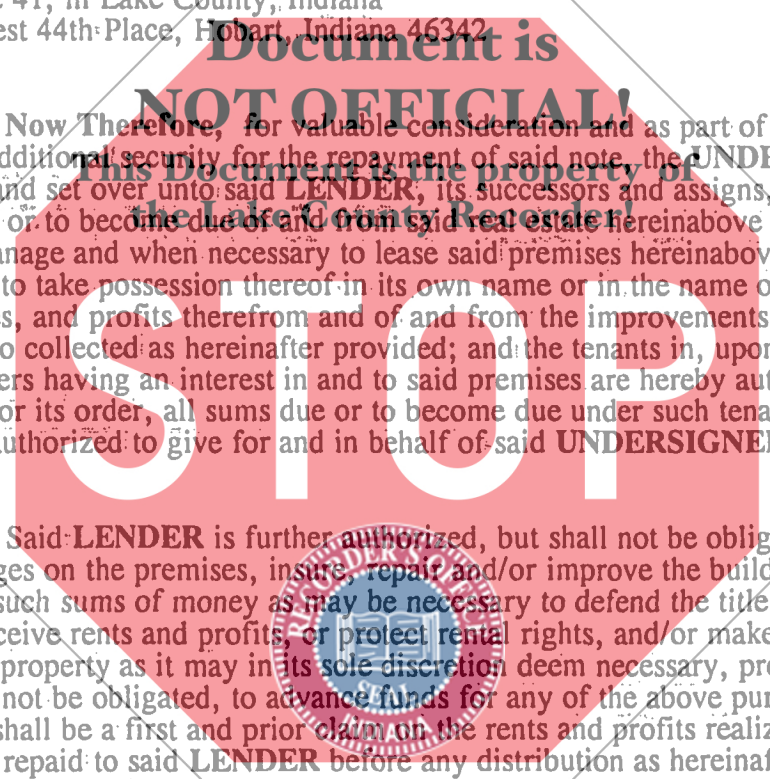 e 41, in Lake County, Indiana
est 44th Place, Hobart, Indiana 46342
Document is
NOT OFFICIAL!
Now Therefore, for valuable consideration and as part of
dditional security for the repayment of said note, the UNDE
This Document is the property of
and set over unto said LENDER, its successors and assigns,
the Lake County Recorder!
or to become due of and from said real estate hereinabove
anage and when necessary to lease said premises hereinabov
to take possession thereof in its own name or in the name o
s, and profits therefrom and of and from the improvements
o collected as hereinafter provided; and the tenants in, upon
ers having an interest in and to said premises are hereby aut
or its order, all sums due or to become due under such tena
uthorized to give for and in behalf of said UNDERSIGNE
STOP
Said LENDER is further authorized, but shall not be oblig
ges on the premises, insure, repair and/or improve the build
such sums of money as may be necessary to defend the title
ceive rents and profits, or protect rental rights, and/or make
property as it may in its sole discretion deem necessary, pro
not be obligated, to advance funds for any of the above pur
shall be a first and prior claim on the rents and profits realiz
repaid to said LENDER before any distribution as hereinaf
RECORDER'S OFFICE
SEAL
INDIANA